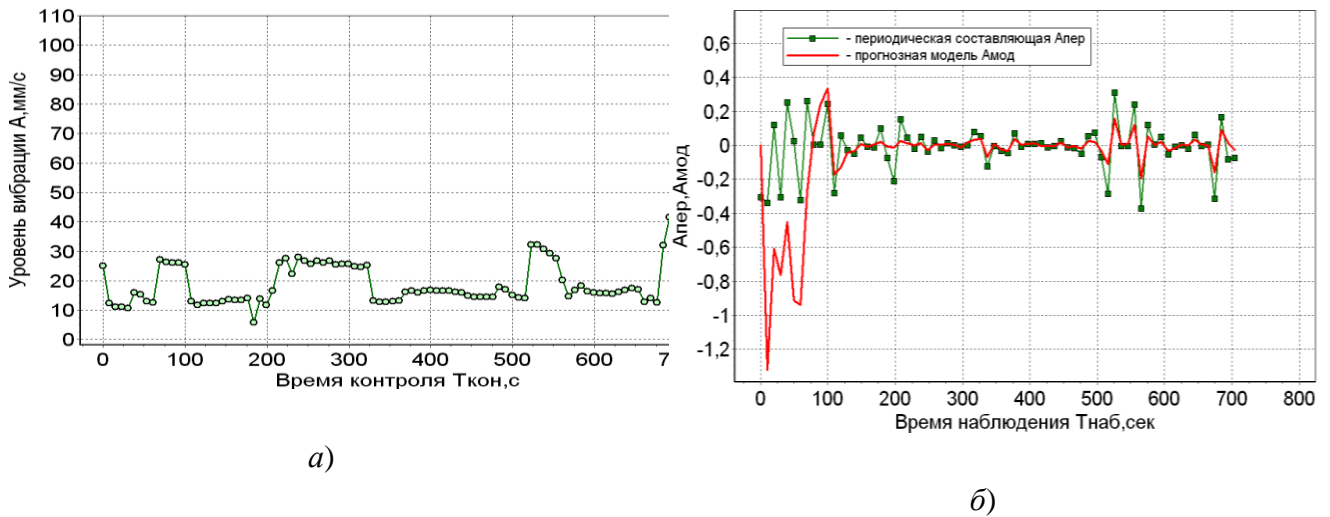 110
100
90
80
70
60
50
40
30
20
10
0
Уровень вибрации А,мм/с
0 100 200 300 400 500 600 7
Время контроля Ткон,с
а)
- периодическая составляющая Апер
- прогнозная модель Амод
0,6
0,4
0,2
0
-0,2
-0,4
-0,6
-0,8
-1
-1,2
Апер,Амод
0 100 200 300 400 500 600 700 800
Время наблюдения Тнаб,сек
б)